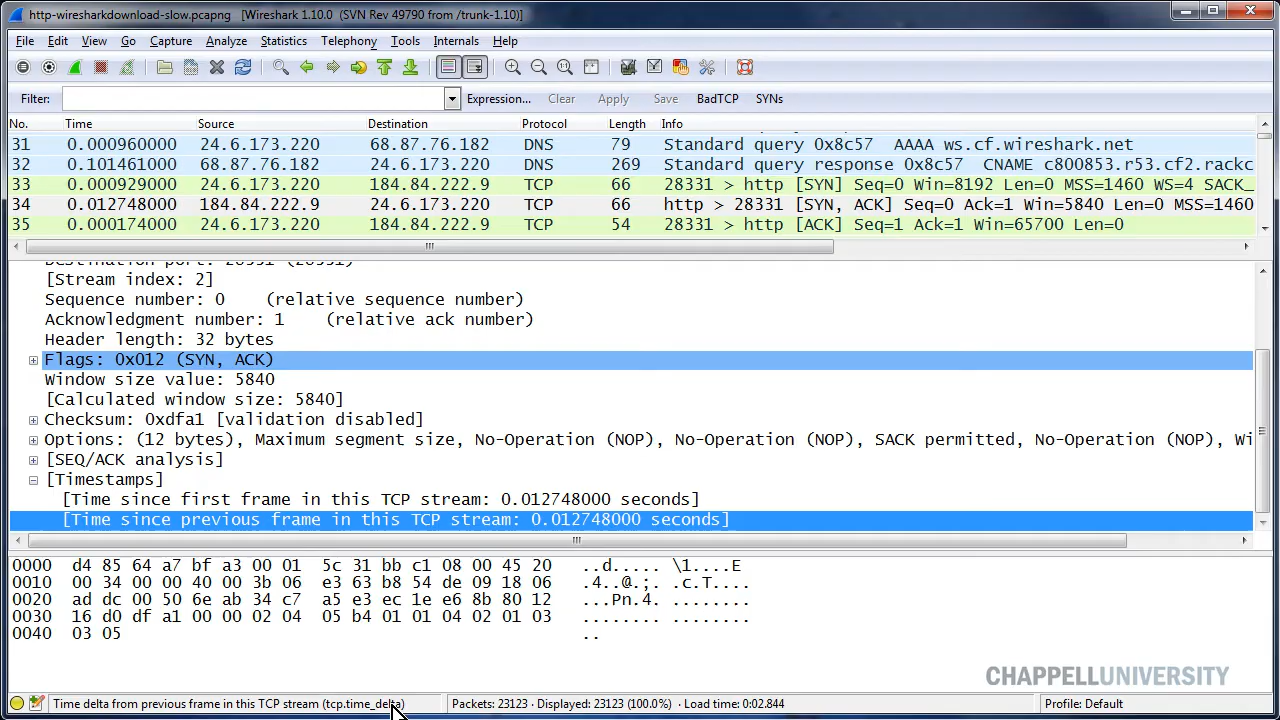 http-wiresharkdownload-slow.pcapng   [Wireshark 1.10.0  (SVN Rev 49790 from /trunk-1.10)]
File  Edit  View  Go  Capture  Analyze  Statistics  Telephony  Tools  Internals  Help
Filter:  Expression...  Clear  Apply  Save  BadTCP  SYNs
No.  Time  Source  Destination  Protocol  Length  Info
31  0.000960000  24.6.173.220  68.87.76.182  DNS  79  Standard query 0x8c57  AAAA ws.cf.wireshark.net
32  0.101461000  68.87.76.182  24.6.173.220  DNS  269  Standard query response 0x8c57  CNAME c800853.r53.cf2.rackc
33  0.000929000  24.6.173.220  184.84.222.9  TCP  66  28331 > http [SYN] Seq=0 Win=8192 Len=0 MSS=1460 WS=4 SACK_
34  0.012748000  184.84.222.9  24.6.173.220  TCP  66  http > 28331 [SYN, ACK] Seq=0 Ack=1 Win=5840 Len=0 MSS=1460
35  0.000174000  24.6.173.220  184.84.222.9  TCP  54  28331 > http [ACK] Seq=1 Ack=1 Win=65700 Len=0
Destination port: 28331 (28331)
[Stream index: 2]
Sequence number: 0    (relative sequence number)
Acknowledgment number: 1    (relative ack number)
Header length: 32 bytes
Flags: 0x012 (SYN, ACK)
Window size value: 5840
[Calculated window size: 5840]
Checksum: 0xdfa1 [validation disabled]
Options: (12 bytes), Maximum segment size, No-Operation (NOP), No-Operation (NOP), SACK permitted, No-Operation (NOP), Wi
[SEQ/ACK analysis]
[Timestamps]
[Time since first frame in this TCP stream: 0.012748000 seconds]
[Time since previous frame in this TCP stream: 0.012748000 seconds]
0000  d4 85 64 a7 bf a3 00 01  5c 31 bb c1 08 00 45 20  ..d.....  \1....E
0010  00 34 00 00 40 00 3b 06  e3 63 b8 54 de 09 18 06  .4..@.;.  .c.T....
0020  ad dc 00 50 6e ab 34 c7  a5 e3 ec 1e e6 8b 80 12  ...Pn.4.  ........
0030  16 d0 df a1 00 00 02 04  05 b4 01 01 04 02 01 03  ........  ........
0040  03 05  ..
CHAPPELLUNIVERSITY
Time delta from previous frame in this TCP stream (tcp.time_delta)  Packets: 23123 · Displayed: 23123 (100.0%) · Load time: 0:02.844  Profile: Default